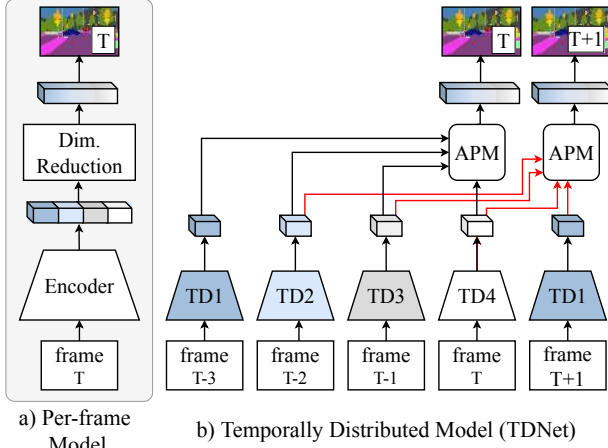 T
Dim.
Reduction
Encoder
frame
T
a) Per-frame
Model
T
T+1
APM
APM
TD1
TD2
TD3
TD4
TD1
frame
T-3
frame
T-2
frame
T-1
frame
T
frame
T+1
b) Temporally Distributed Model (TDNet)